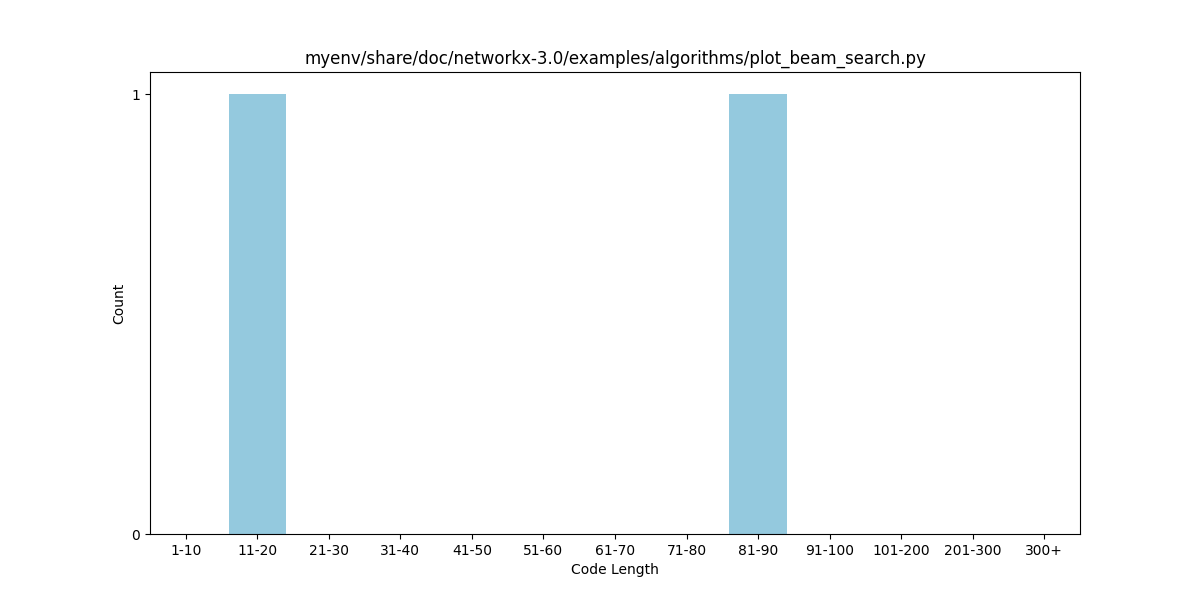 myenv/share/doc/networkx-3.0/examples/algorithms/plot_beam_search.py
1
Count
0
1-10 11-20 21-30 31-40 41-50 51-60 61-70 71-80 81-90 91-100 101-200 201-300 300+
Code Length